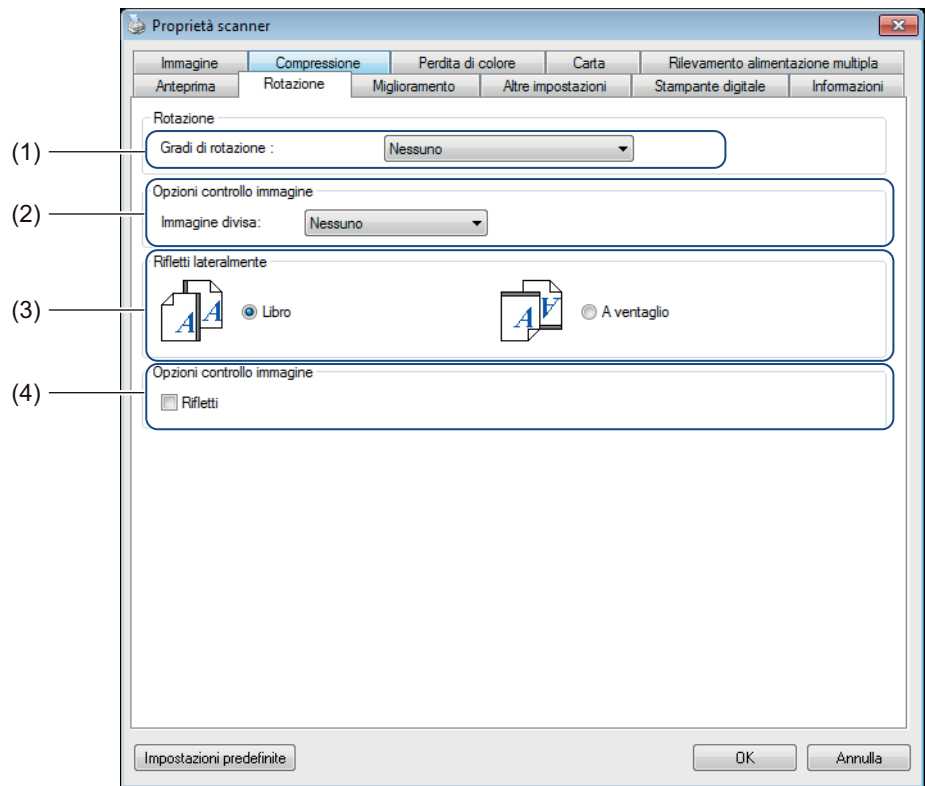 Proprietà scanner
Immagine Compressione Perdita di colore Carta Rilevamento alimentazione multipla
Anteprima Rotazione Miglioramento Altre impostazioni Stampante digitale Informazioni
Rotazione
(1) Gradi di rotazione : Nessuno
Opzioni controllo immagine
(2) Immagine divisa: Nessuno
Rifletti lateralmente
(3) A A Libro A A A ventaglio
Opzioni controllo immagine
(4) Rifletti
Impostazioni predefinite OK Annulla